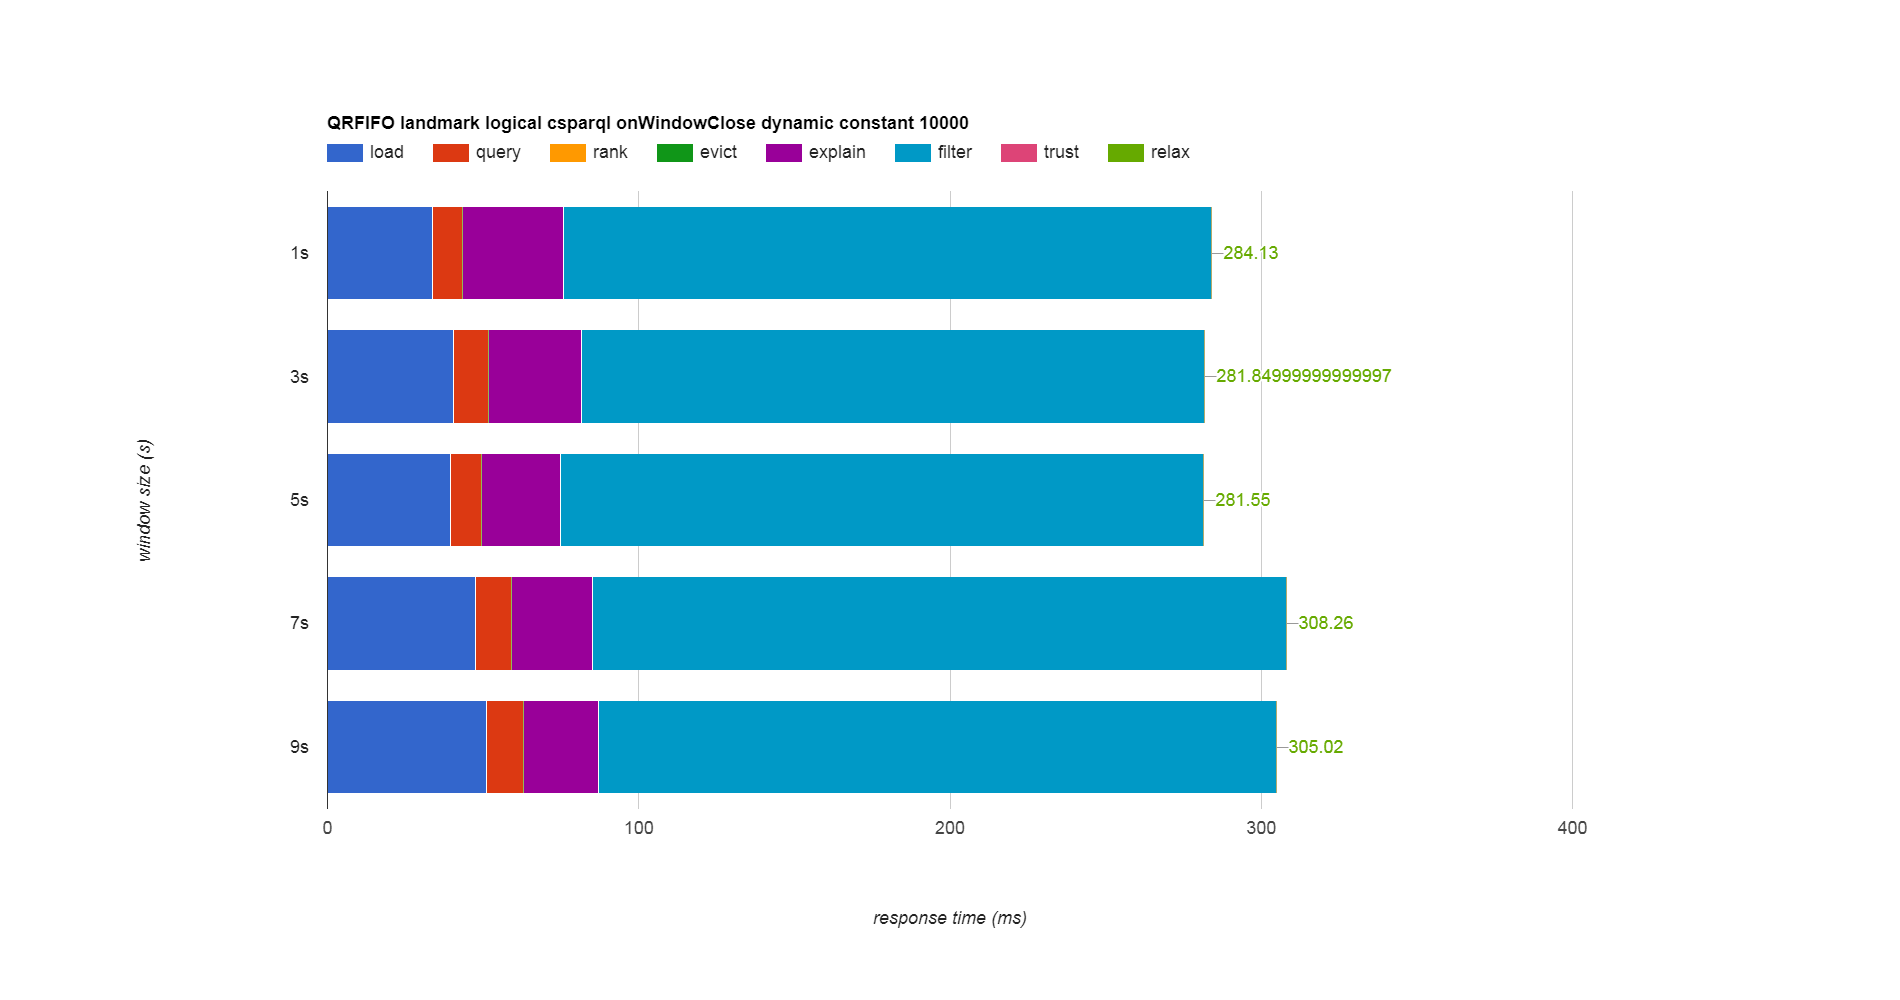 QRFIFO landmark logical csparql onWindowClose dynamic constant 10000
load query rank evict explain filter trust relax
window size (s)
1s 284.13
3s 281.84999999999997
5s 281.55
7s 308.26
9s 305.02
0 100 200 300 400
response time (ms)